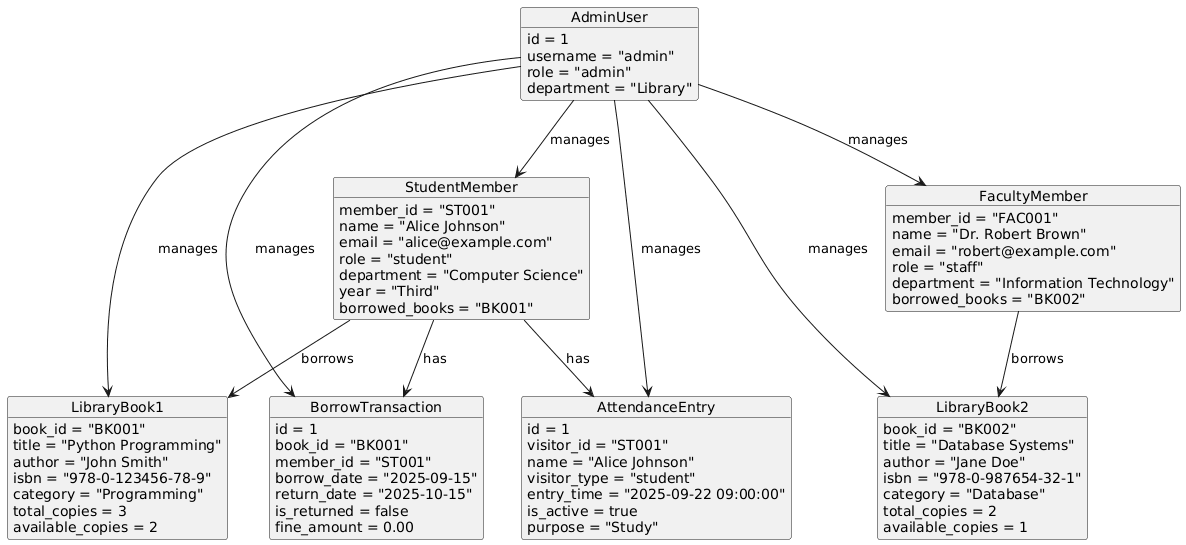 AdminUser
id = 1
username = "admin"
role = "admin"
department = "Library"
manages
manages
StudentMember
member_id = "ST001"
name = "Alice Johnson"
email = "alice@example.com"
role = "student"
department = "Computer Science"
year = "Third"
borrowed_books = "BK001"
FacultyMember
member_id = "FAC001"
name = "Dr. Robert Brown"
email = "robert@example.com"
role = "staff"
department = "Information Technology"
borrowed_books = "BK002"
manages
manages
manages
manages
borrows
has
has
borrows
LibraryBook1
book_id = "BK001"
title = "Python Programming"
author = "John Smith"
isbn = "978-0-123456-78-9"
category = "Programming"
total_copies = 3
available_copies = 2
BorrowTransaction
id = 1
book_id = "BK001"
member_id = "ST001"
borrow_date = "2025-09-15"
return_date = "2025-10-15"
is_returned = false
fine_amount = 0.00
AttendanceEntry
id = 1
visitor_id = "ST001"
name = "Alice Johnson"
visitor_type = "student"
entry_time = "2025-09-22 09:00:00"
is_active = true
purpose = "Study"
LibraryBook2
book_id = "BK002"
title = "Database Systems"
author = "Jane Doe"
isbn = "978-0-987654-32-1"
category = "Database"
total_copies = 2
available_copies = 1